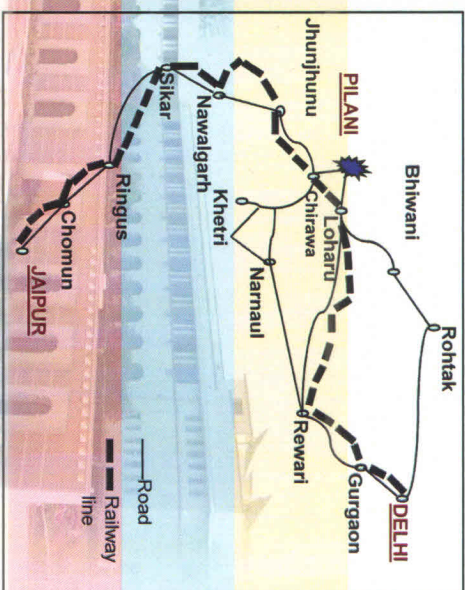 Rohtak
Bhiwani
DELHI
PILANI
Gurgaon
Loharu
Jhunjhunu
Chirawa
Rewari
Narnaul
Nawalgarh
Khetri
Sikar
Road
Railway
line
Ringus
Chomun
JAIPUR